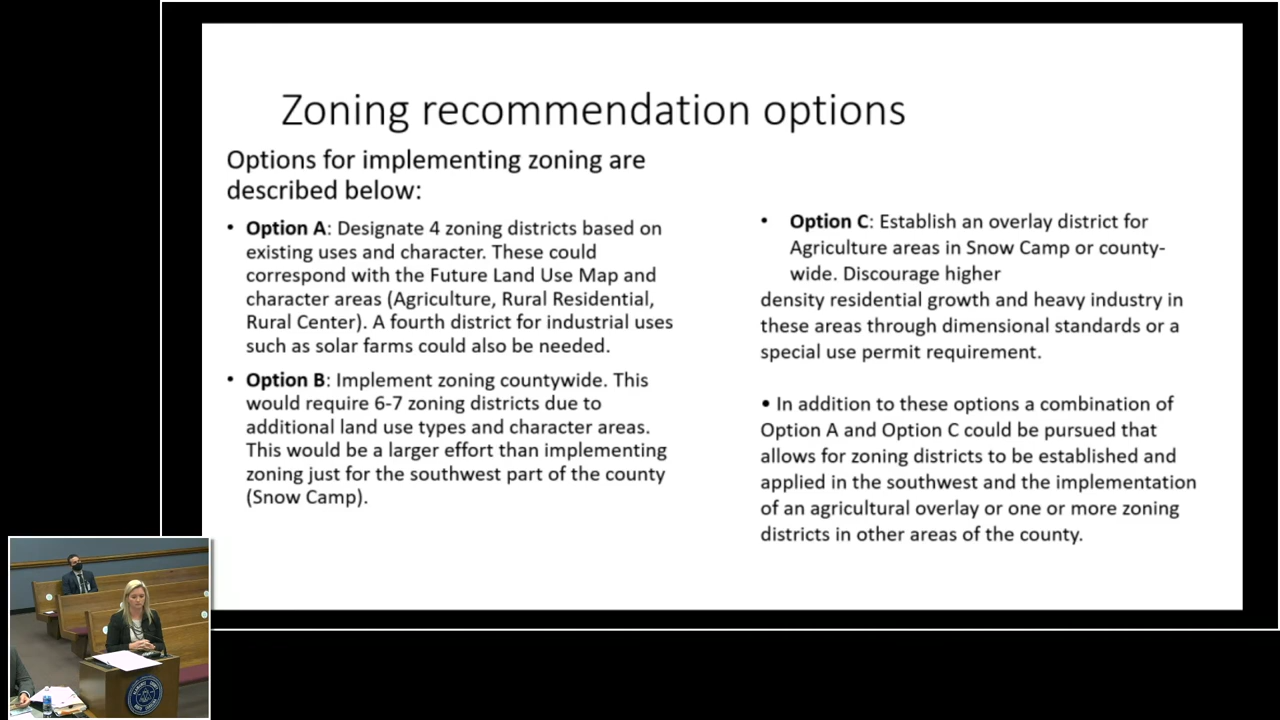 Zoning recommendation options
Options for implementing zoning are
described below:
• Option A: Designate 4 zoning districts based on
existing uses and character. These could
correspond with the Future Land Use Map and
character areas (Agriculture, Rural Residential,
Rural Center). A fourth district for industrial uses
such as solar farms could also be needed.
• Option B: Implement zoning countywide. This
would require 6-7 zoning districts due to
additional land use types and character areas.
This would be a larger effort than implementing
zoning just for the southwest part of the county
(Snow Camp).
• Option C: Establish an overlay district for
Agriculture areas in Snow Camp or county-
wide. Discourage higher
density residential growth and heavy industry in
these areas through dimensional standards or a
special use permit requirement.
• In addition to these options a combination of
Option A and Option C could be pursued that
allows for zoning districts to be established and
applied in the southwest and the implementation
of an agricultural overlay or one or more zoning
districts in other areas of the county.